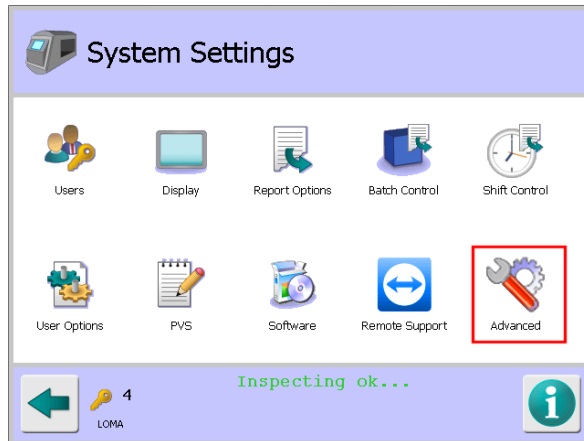 System Settings
Users
Display
Report Options
Batch Control
Shift Control
User Options
PVS
Software
Remote Support
Advanced
Inspecting ok...
4
LOMA